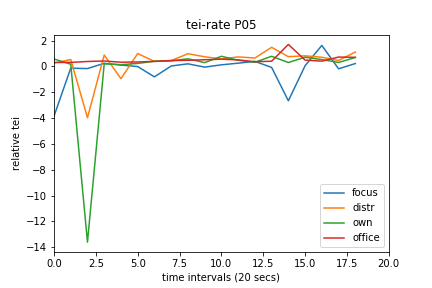 tei-rate P05
relative tei
2
0
−2
−4
−6
−8
−10
−12
−14
0.0 2.5 5.0 7.5 10.0 12.5 15.0 17.5 20.0
time intervals (20 secs)
focus
distr
own
office